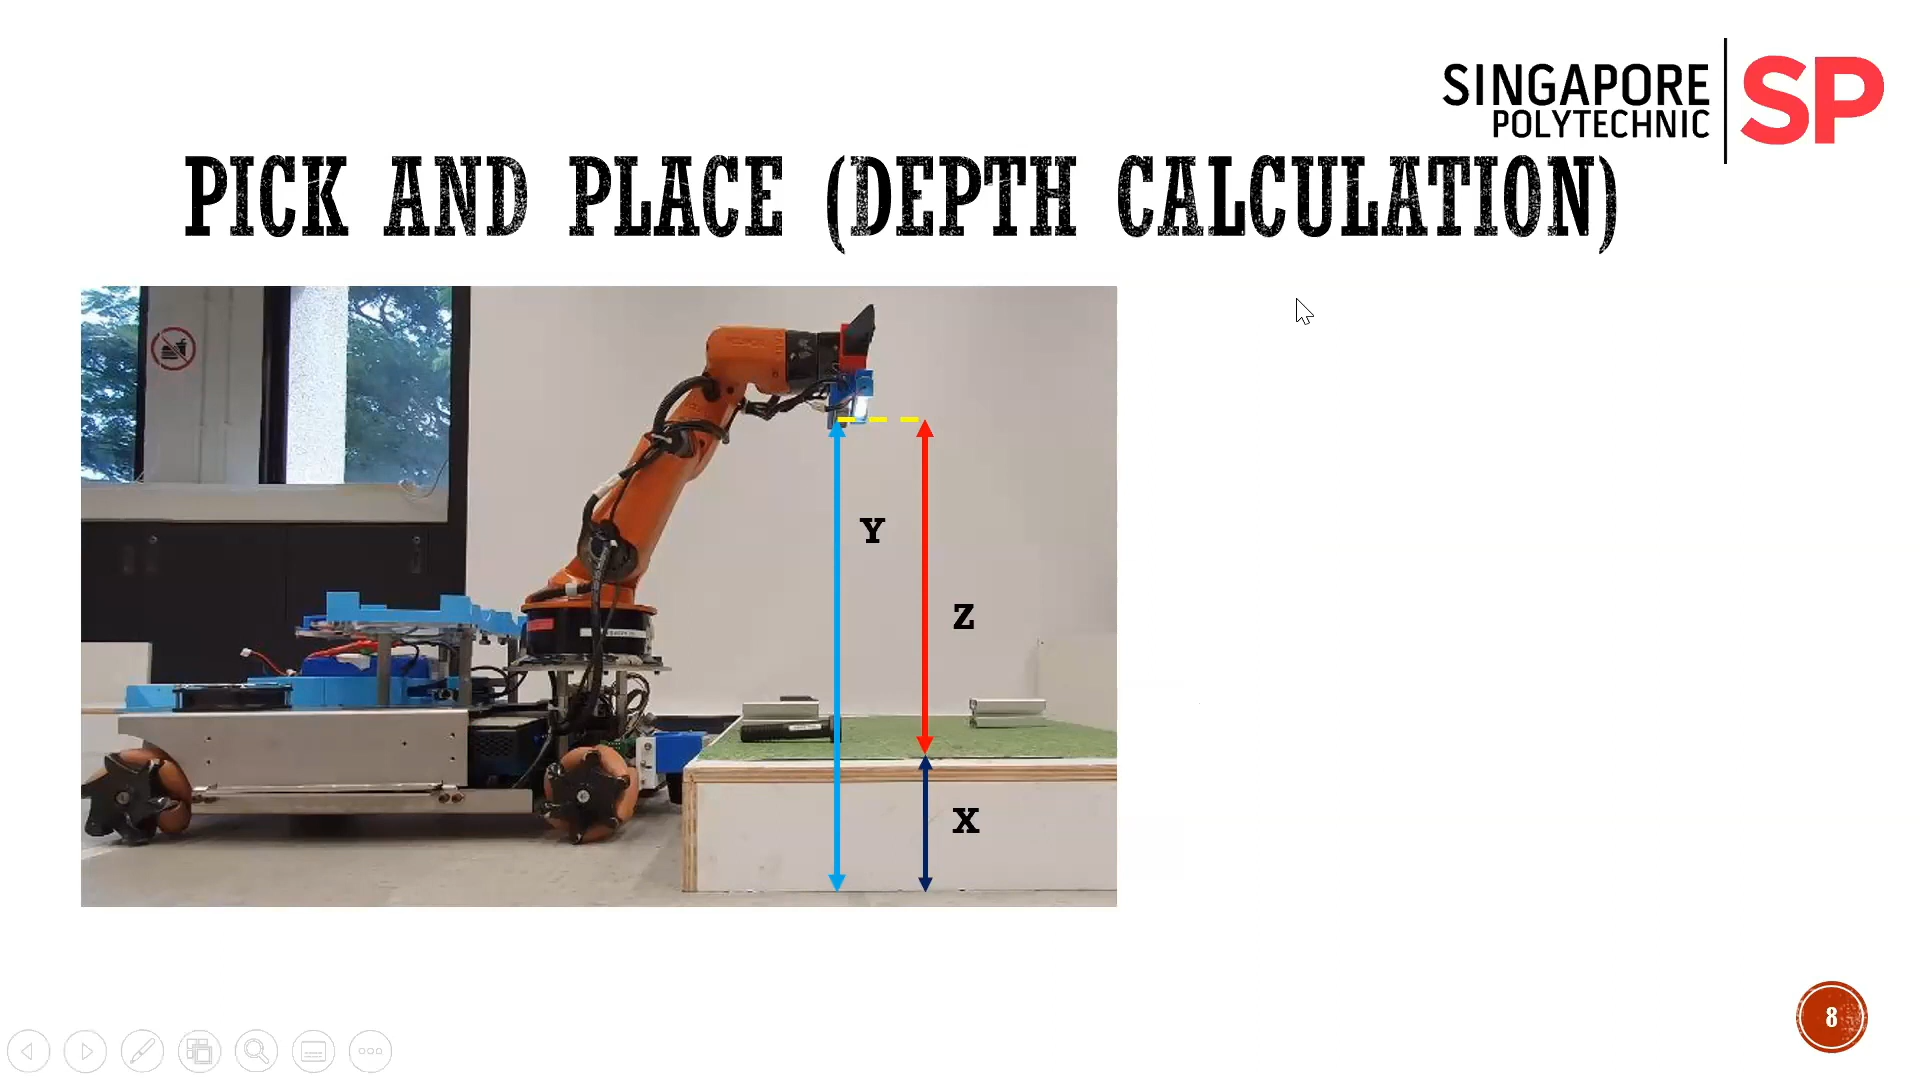 SINGAPORE
POLYTECHNIC
SP
PICK AND PLACE (DEPTH CALCULATION)
Y
Z
X
8